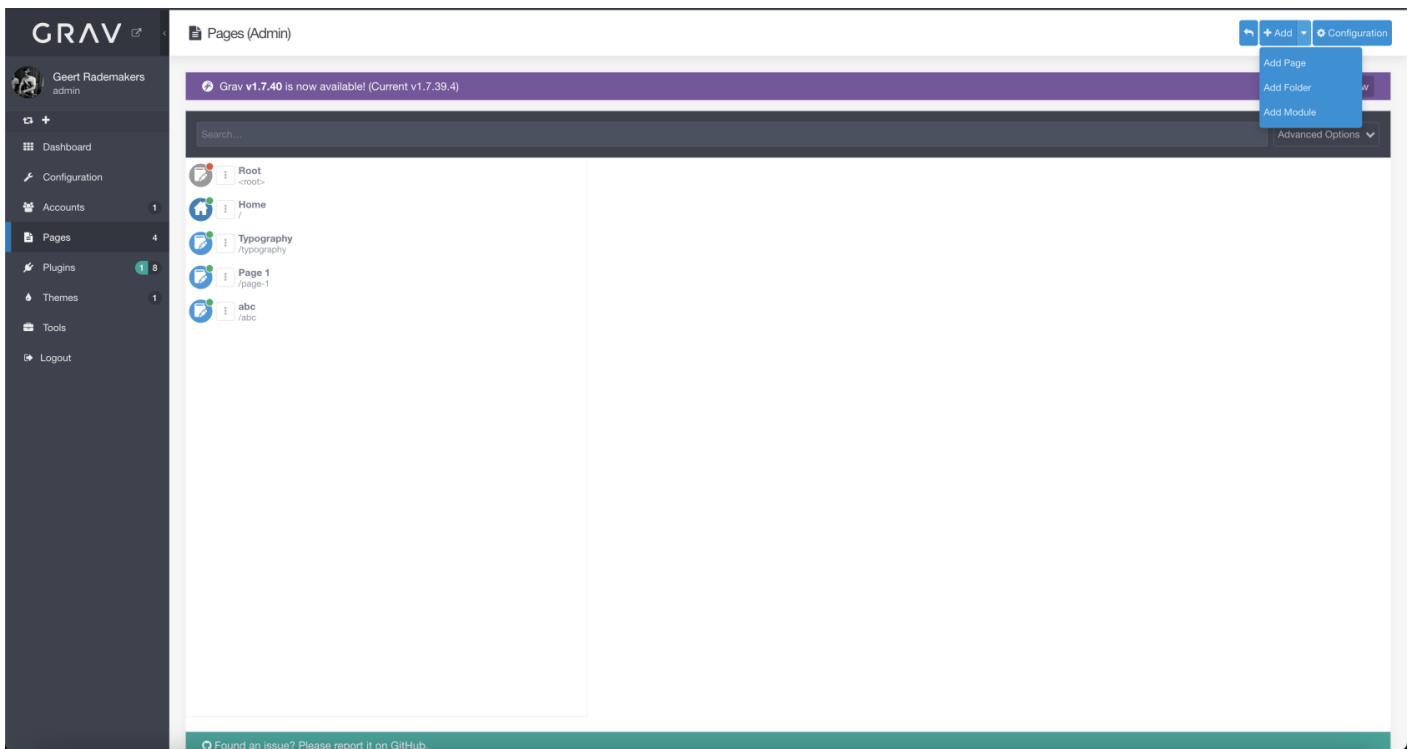 GRAV
Pages (Admin)
Add
Configuration
Geert Rademakers
admin
Add Page
Add Folder
Add Module
Grav v1.7.40 is now available! (Current v1.7.39.4)
w
Search...
Advanced Options
Dashboard
Configuration
Accounts 1
Pages 4
Plugins 1 8
Themes 1
Tools
Logout
Root
<root>
Home
/
Typography
/typography
Page 1
/page-1
abc
/abc
Found an issue? Please report it on GitHub.